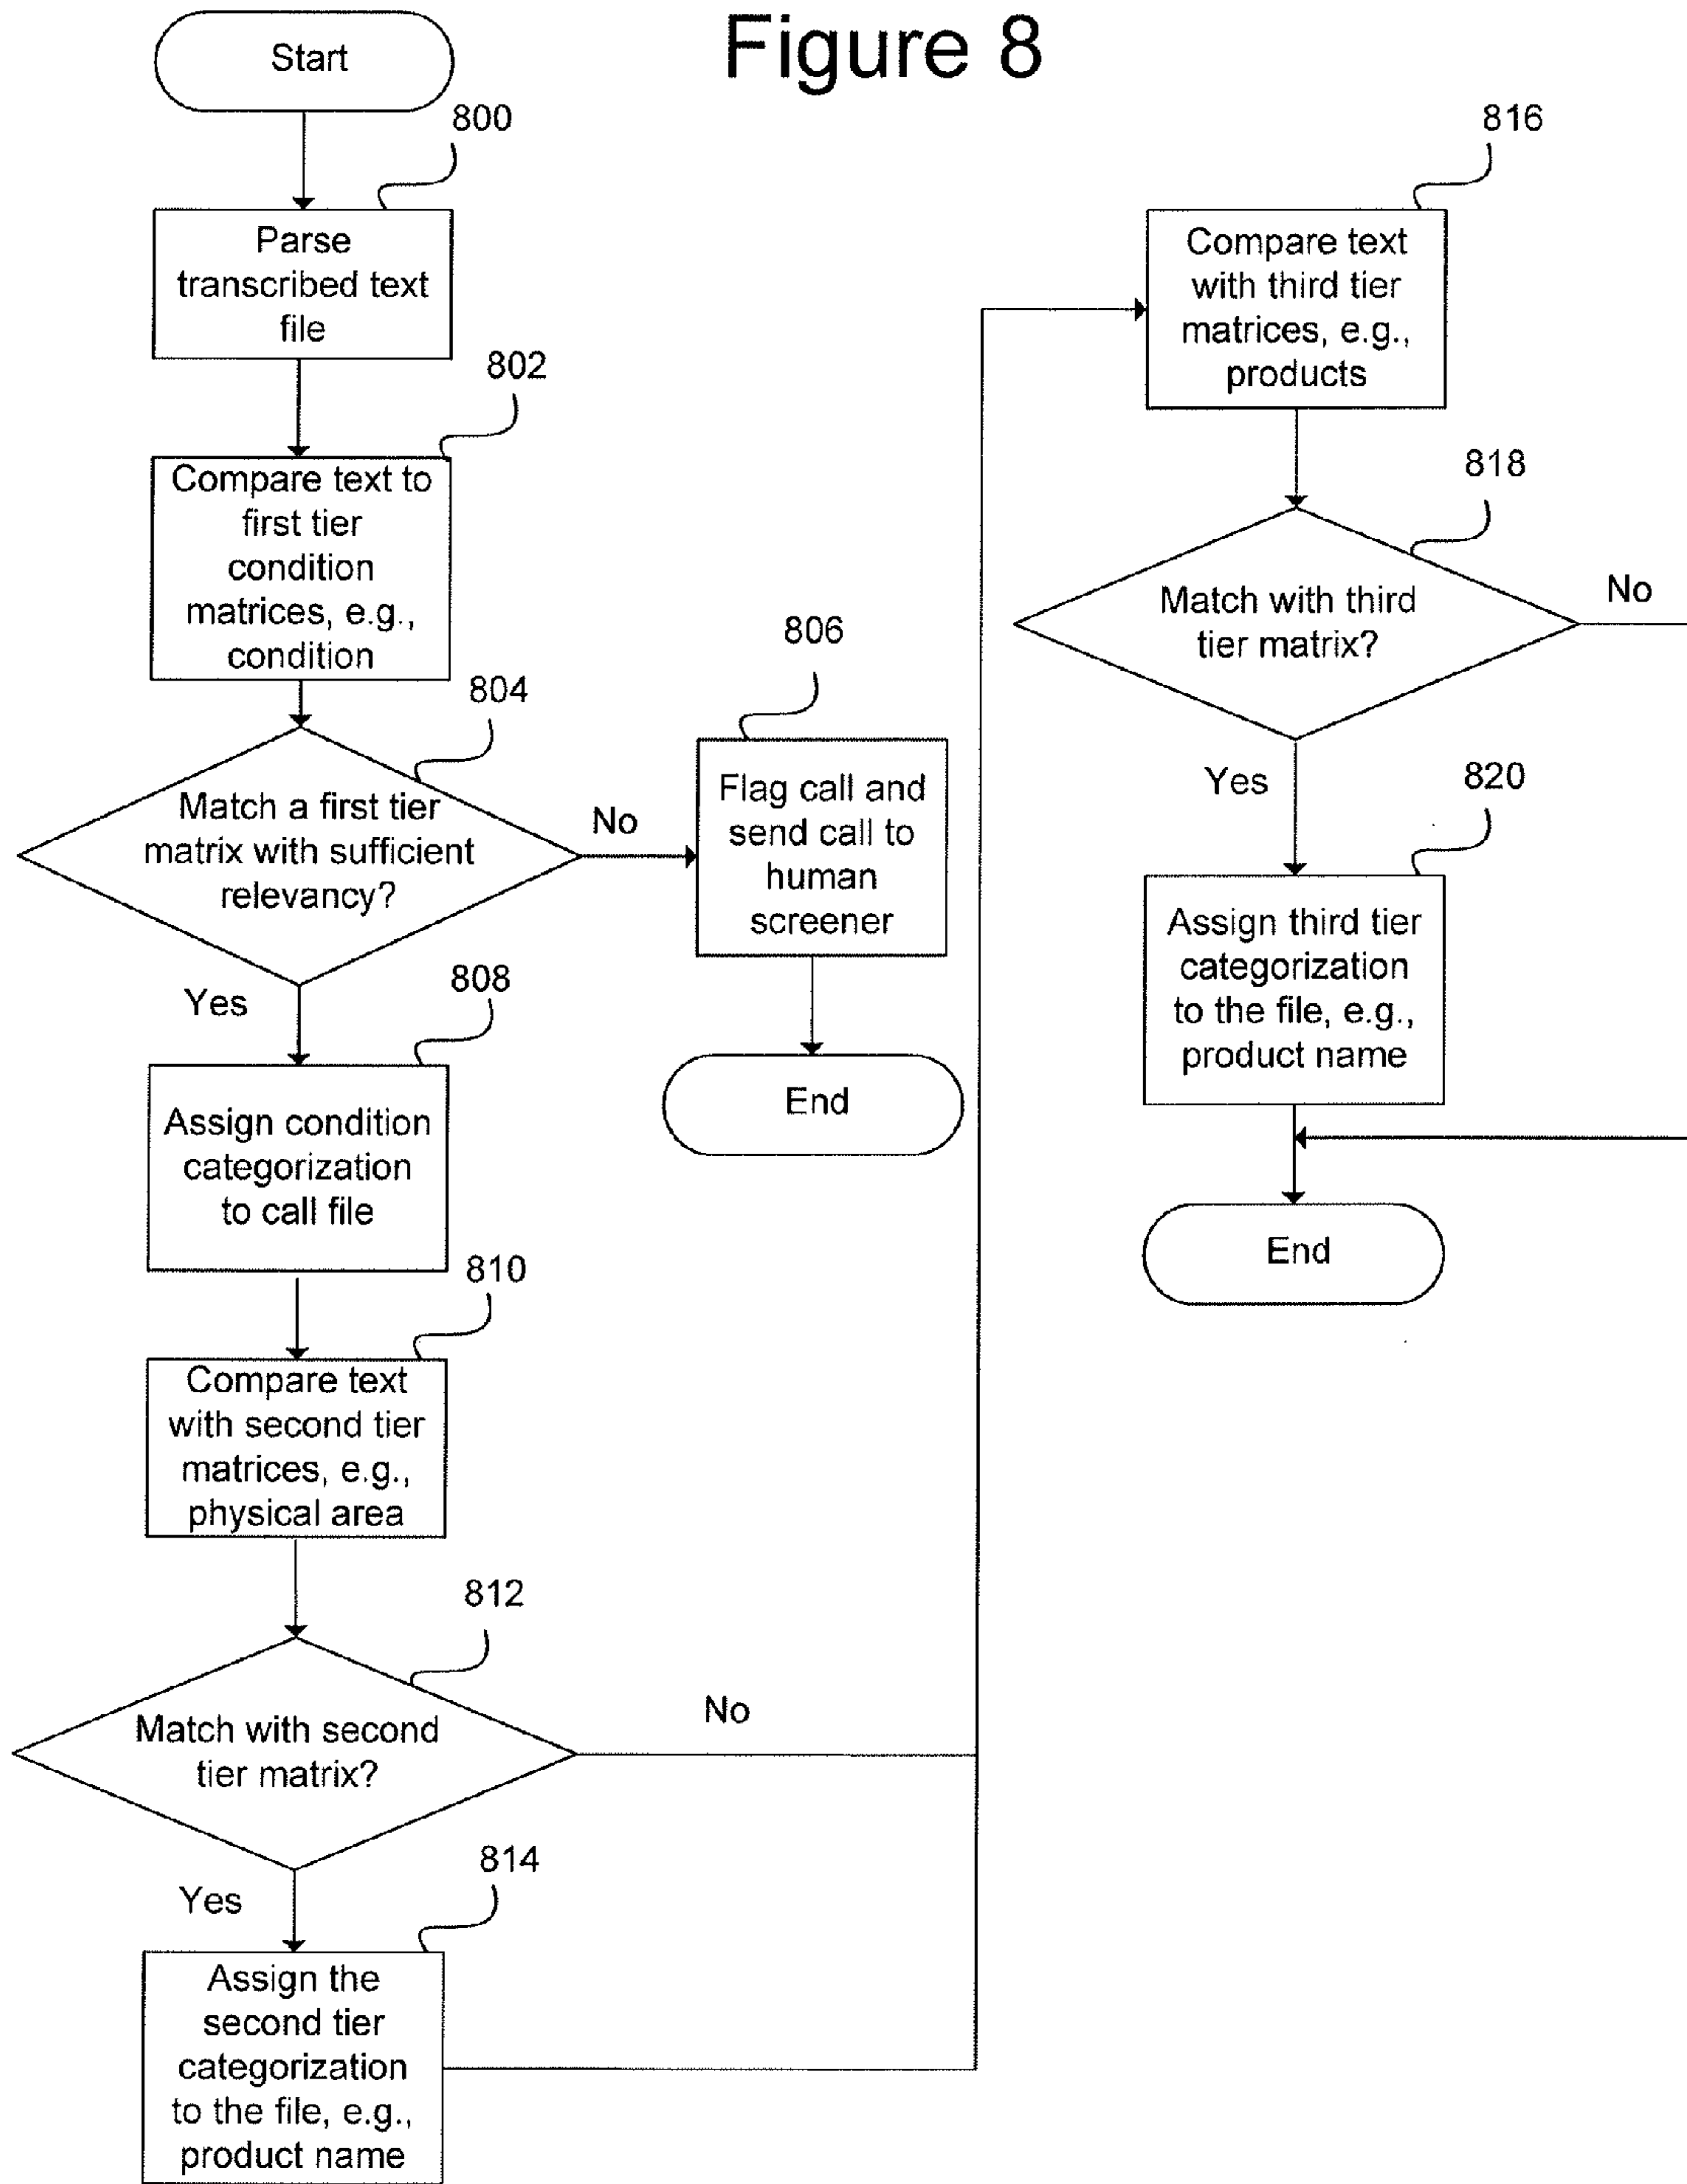 Figure 8
Start
800
Parse
transcribed text
file
802
Compare text to
first tier
condition
matrices, e.g.,
condition
804
Match a first tier
matrix with sufficient
relevancy?
No
806
Flag call and
send call to
human
screener
End
Yes
808
Assign condition
categorization
to call file
810
Compare text
with second tier
matrices, e.g.,
physical area
812
Match with second
tier matrix?
No
Yes
814
Assign the
second tier
categorization
to the file, e.g.,
product name
816
Compare text
with third tier
matrices, e.g.,
products
818
Match with third
tier matrix?
No
Yes
820
Assign third tier
categorization
to the file, e.g.,
product name
End